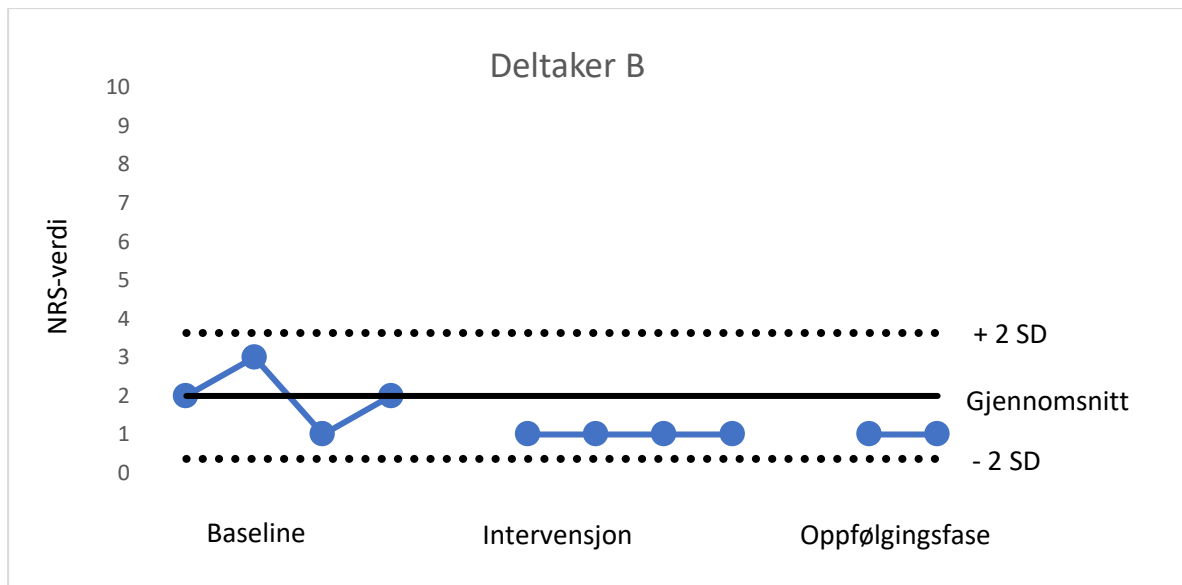 Deltaker B
10
9
8
7
6
5
4
3
2
1
0
NRS-verdi
+ 2 SD
Gjennomsnitt
- 2 SD
Baseline
Intervensjon
Oppfølgingsfase